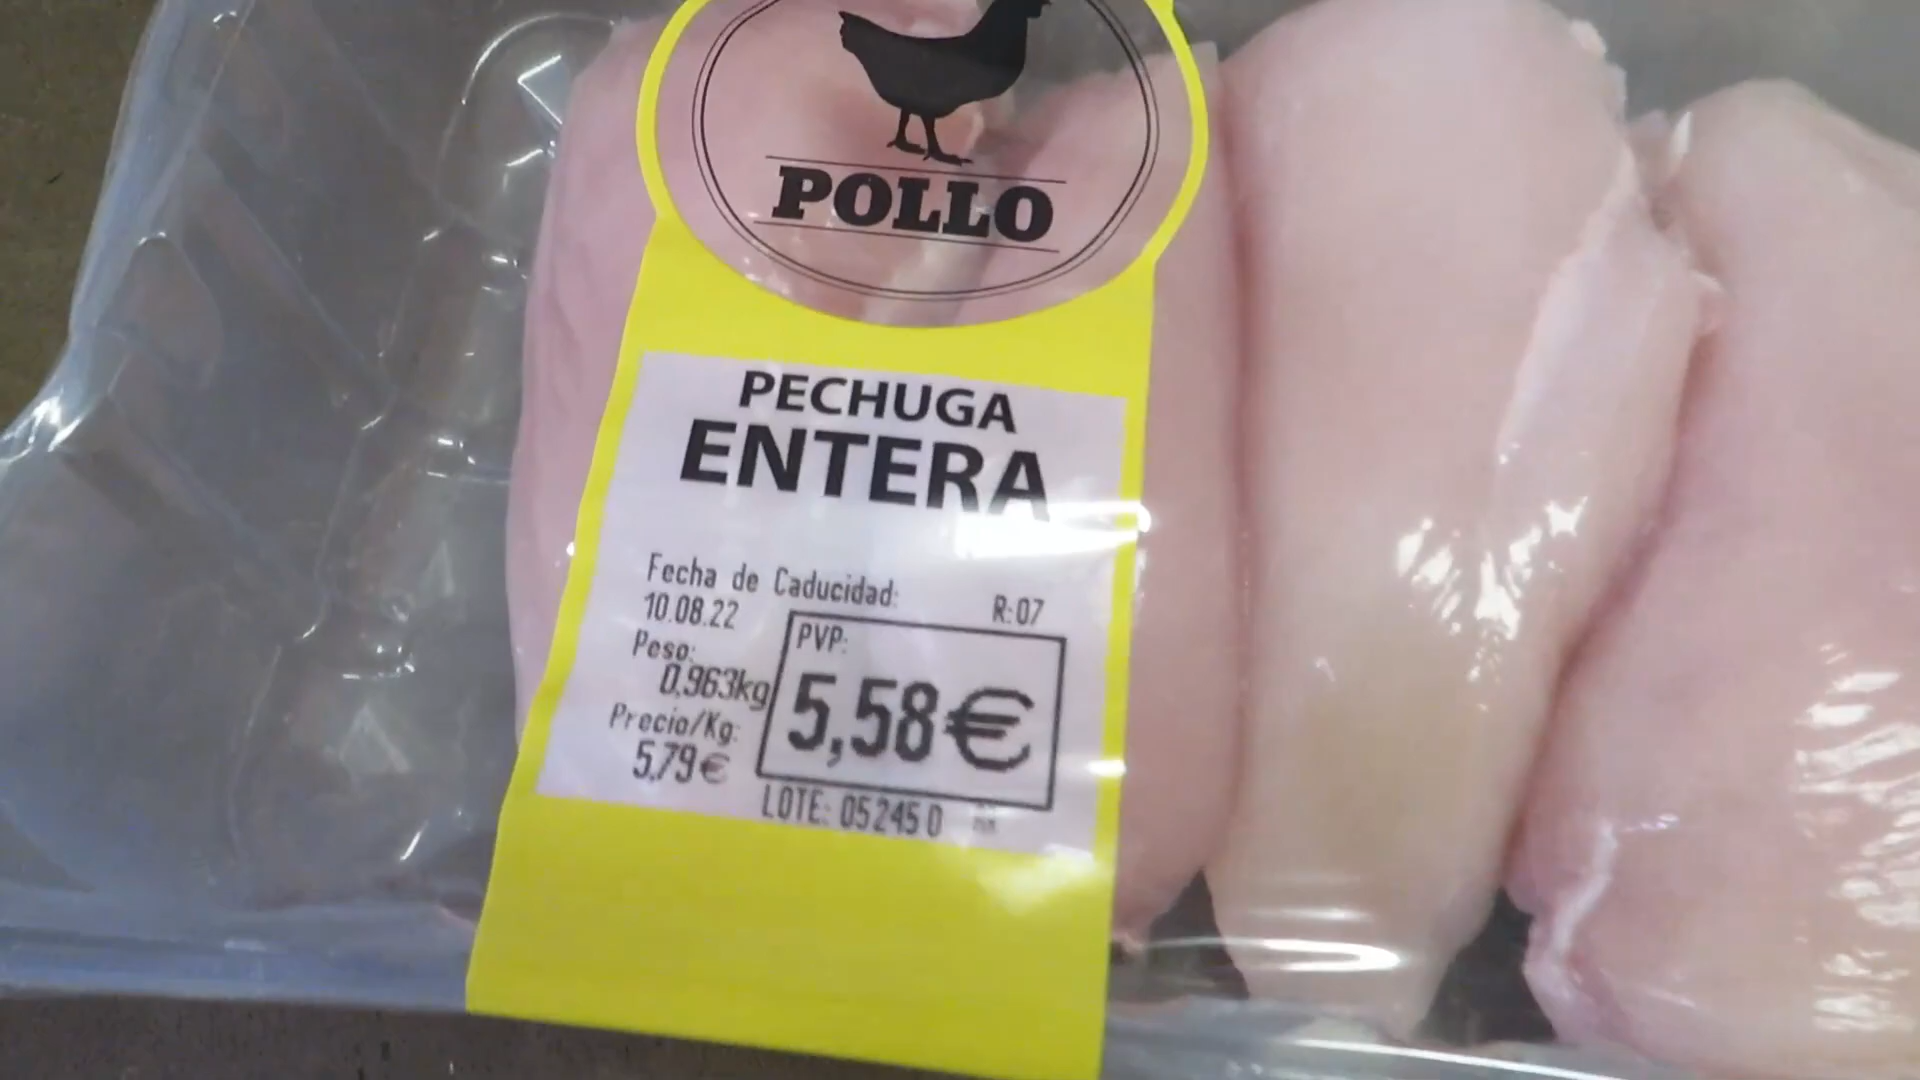 POLLO
PECHUGA
ENTERA
Fecha de Caducidad:
10.08.22
R:07
Peso:
0,963kg
Precio/Kg:
5,79€
PVP:
5,58€
LOTE: 05245 0